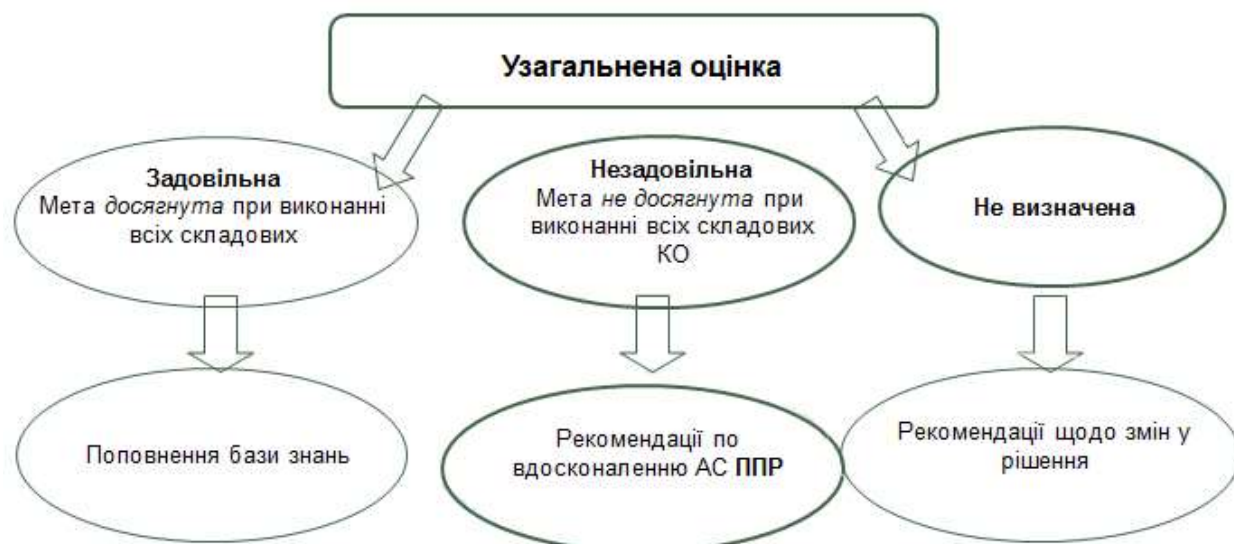 Узагальнена оцінка
Задовільна
Мета досягнута при виконанні
всіх складових
Незадовільна
Мета не досягнута при
виконанні всіх складових
КО
Не визначена
Поповнення бази знань
Рекомендації по
вдосконаленню АС ППР
Рекомендації щодо змін у
рішення